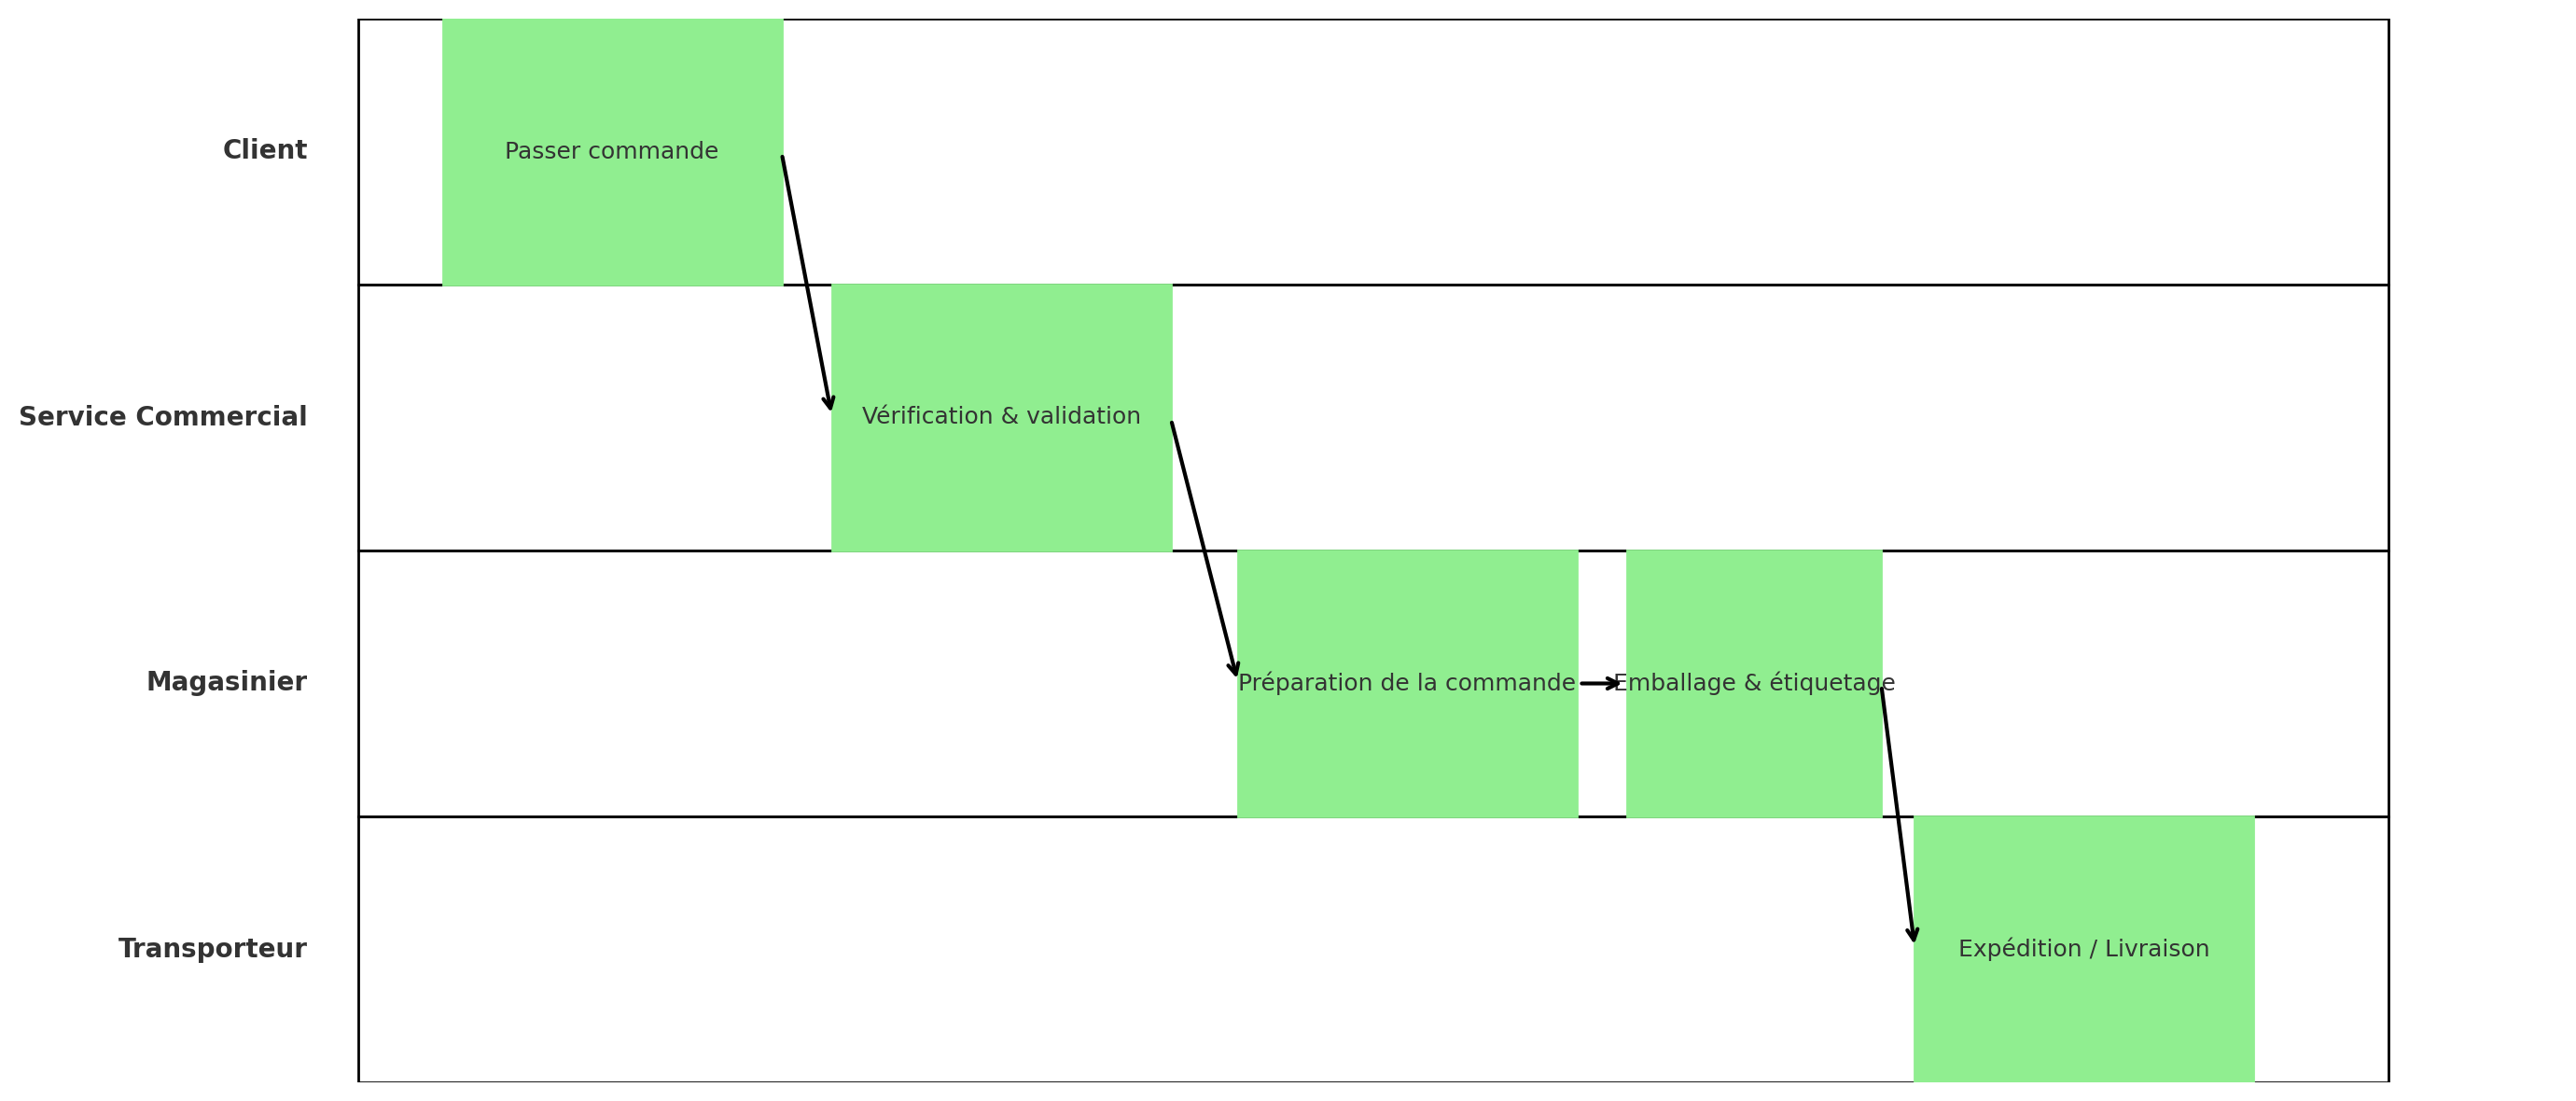 Client
Passer commande
Service Commercial
Vérification & validation
Magasinier
Préparation de la commande
Emballage & étiquetage
Transporteur
Expédition / Livraison